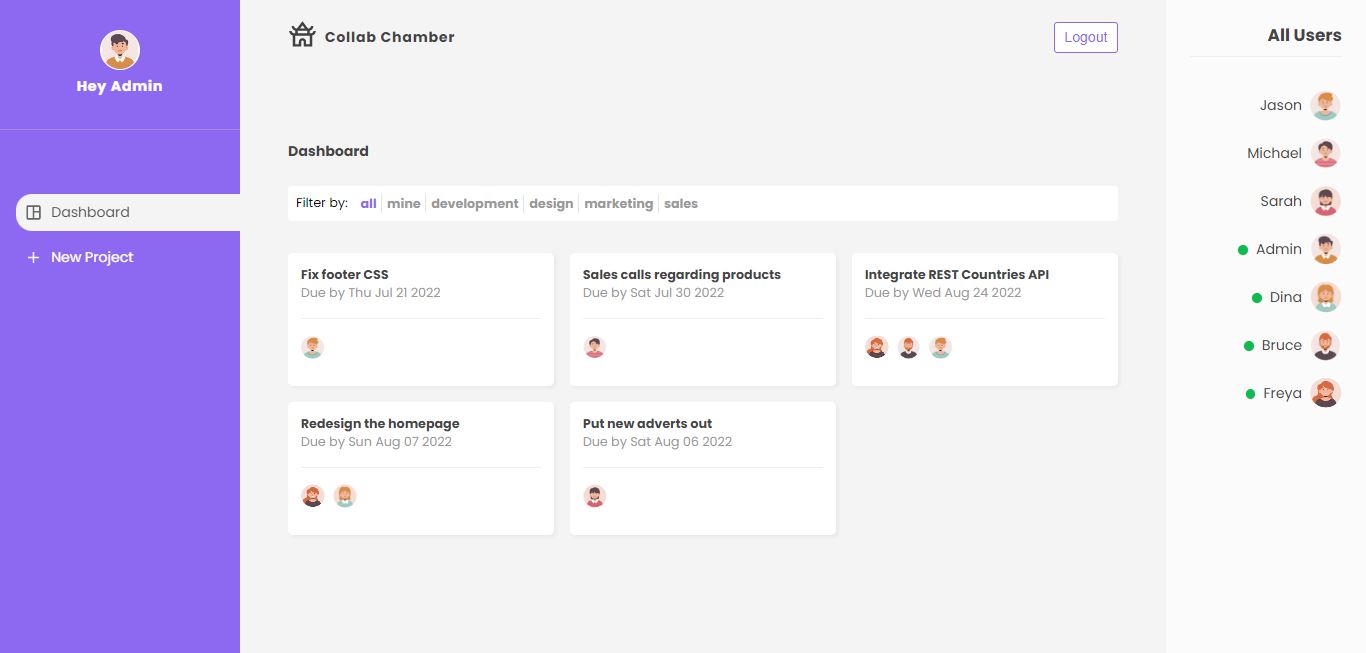 Hey Admin
Dashboard
New Project
Collab Chamber
Logout
Dashboard
Filter by: all mine development design marketing sales
Fix footer CSS
Due by Thu Jul 21 2022
Sales calls regarding products
Due by Sat Jul 30 2022
Integrate REST Countries API
Due by Wed Aug 24 2022
Redesign the homepage
Due by Sun Aug 07 2022
Put new adverts out
Due by Sat Aug 06 2022
All Users
Jason
Michael
Sarah
Admin
Dina
Bruce
Freya